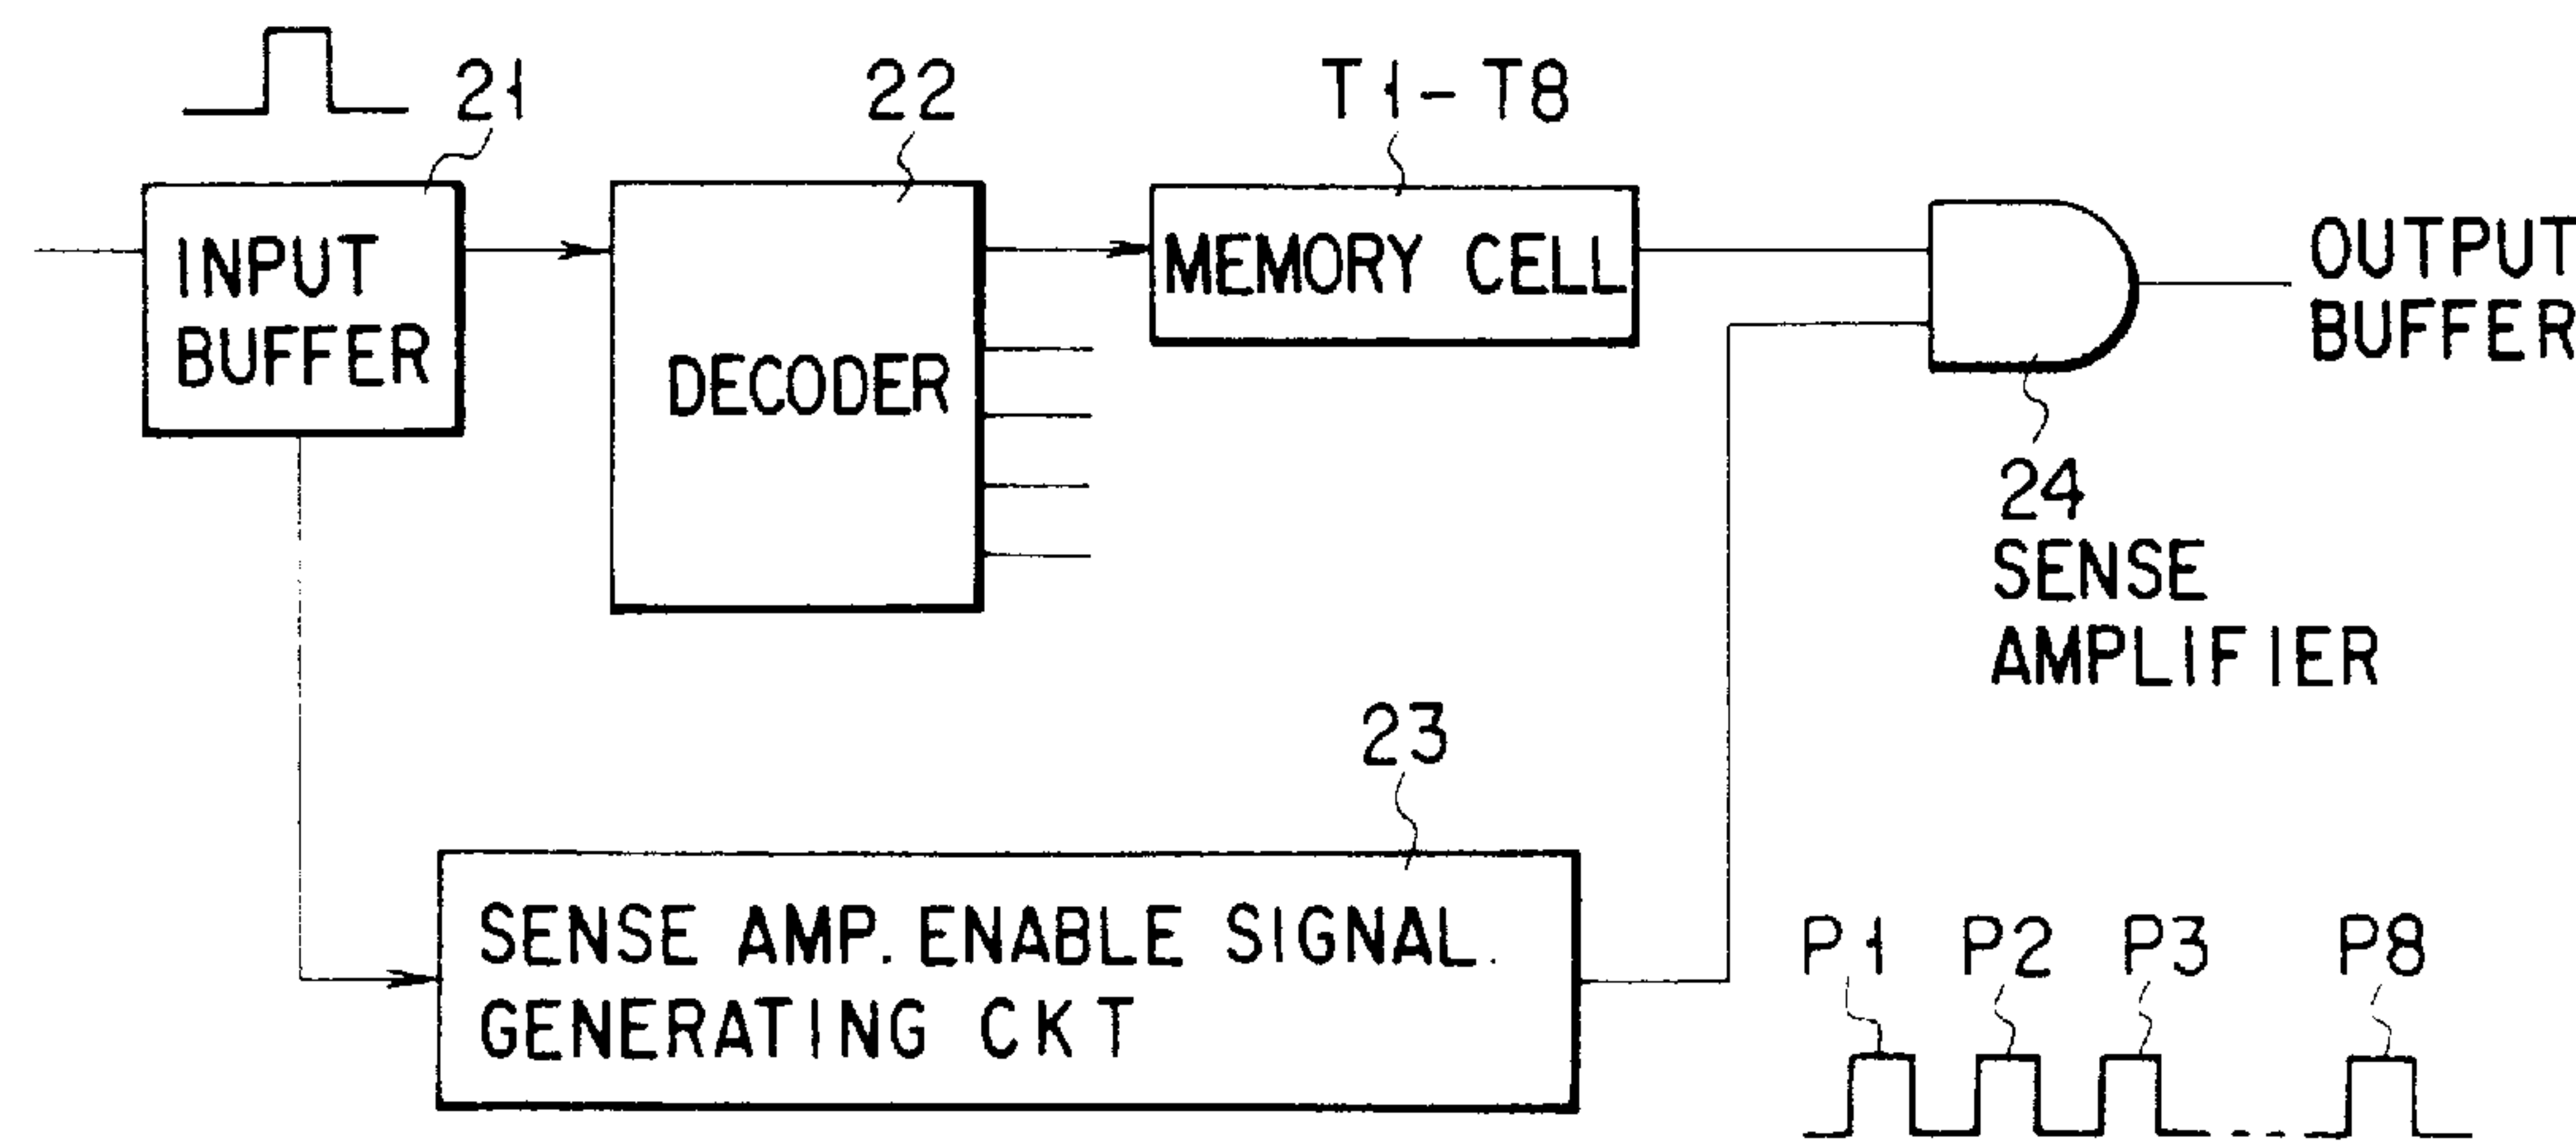 21
22
T1-T8
INPUT
BUFFER
DECODER
MEMORY CELL
OUTPUT
BUFFER
24
SENSE
AMPLIFIER
23
SENSE AMP. ENABLE SIGNAL.
GENERATING CKT
P1 P2 P3 P8